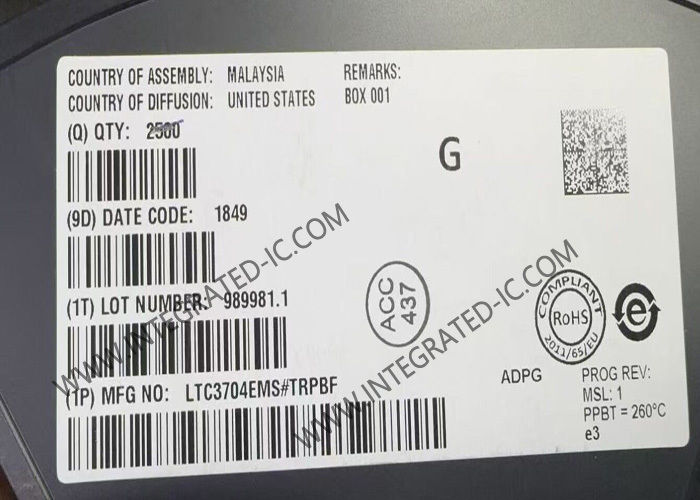 COUNTRY OF ASSEMBLY: MALAYSIA REMARKS:
COUNTRY OF DIFFUSION: UNITED STATES BOX 001
(Q) QTY: 2500
G
(9D) DATE CODE: 1849
(1T) LOT NUMBER: 989981.1
ACC
437
COMPLIANT
RoHS
2011/65/EU
e
(1P) MFG NO: LTC3704EMS#TRPBF
ADPG PROG REV:
MSL: 1
PPBT = 260°C
e3
WWW.INTEGRATED-IC.COM
WWW.INTEGRATED-IC.COM